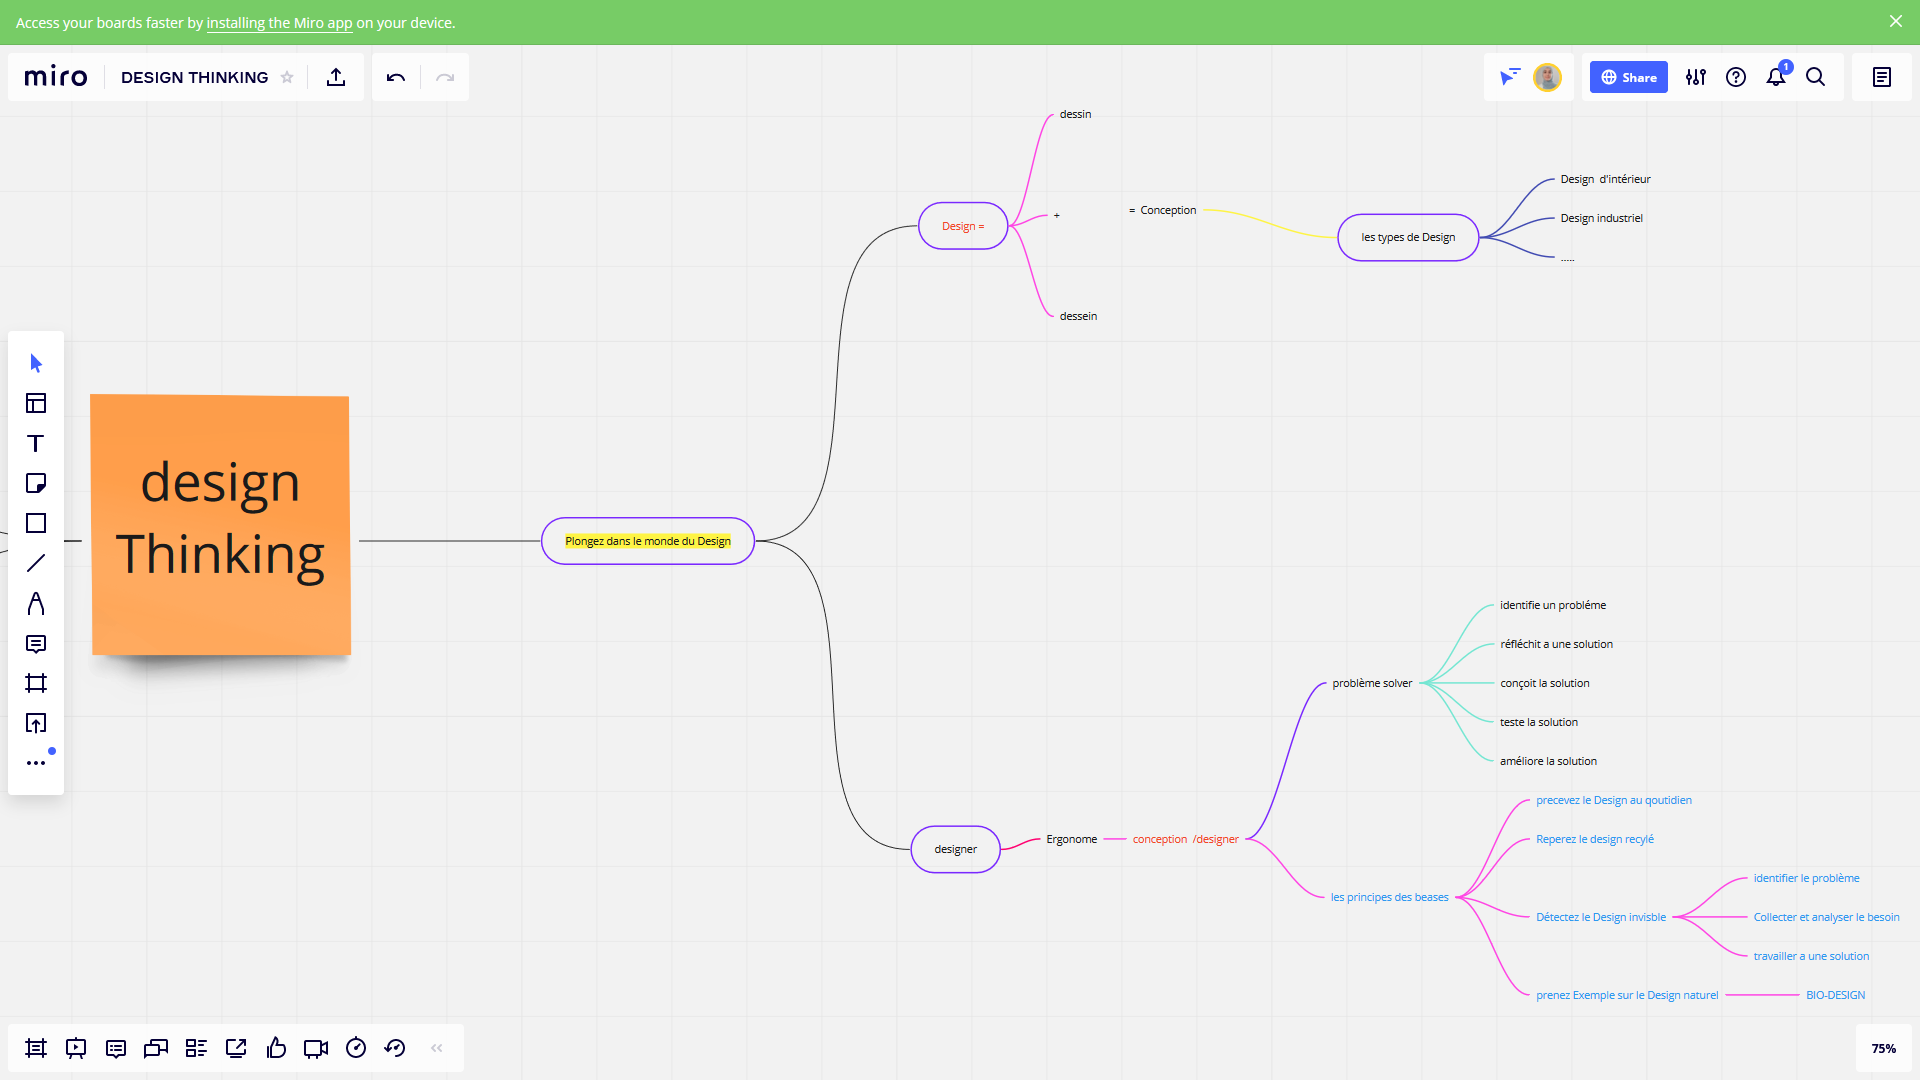 Access your boards faster by installing the Miro app on your device.
miro
DESIGN THINKING
Share
1
dessin
Design =
+
= Conception
dessein
les types de Design
Design d'intérieur
Design industriel
.....
design
Thinking
Plongez dans le monde du Design
designer
Ergonome
conception /designer
problème solver
identifie un probléme
réfléchit a une solution
conçoit la solution
teste la solution
améliore la solution
les principes des beases
precevez le Design au qoutidien
Reperez le design recylé
Détectez le Design invisble
identifier le problème
Collecter et analyser le besoin
travailler a une solution
prenez Exemple sur le Design naturel
BIO-DESIGN
75%